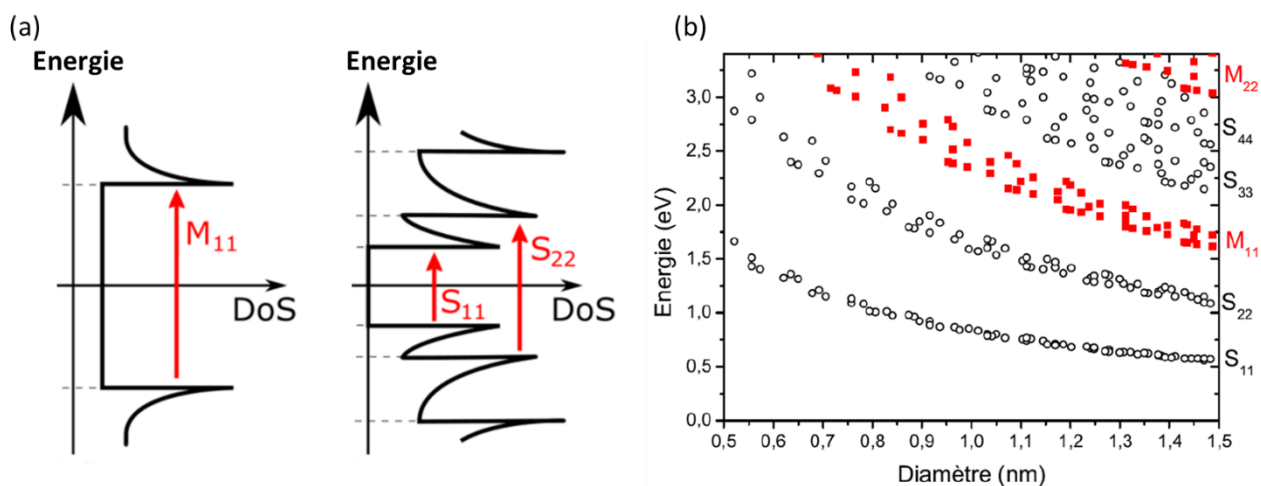 (a)
Energie
M11
DoS
Energie
S22
S11
DoS
(b)
Energie (eV)
3,0
2,5
2,0
1,5
1,0
0,5
0,0
0,5 0,6 0,7 0,8 0,9 1,0 1,1 1,2 1,3 1,4 1,5
Diamètre (nm)
M22
S44
S33
M11
S22
S11